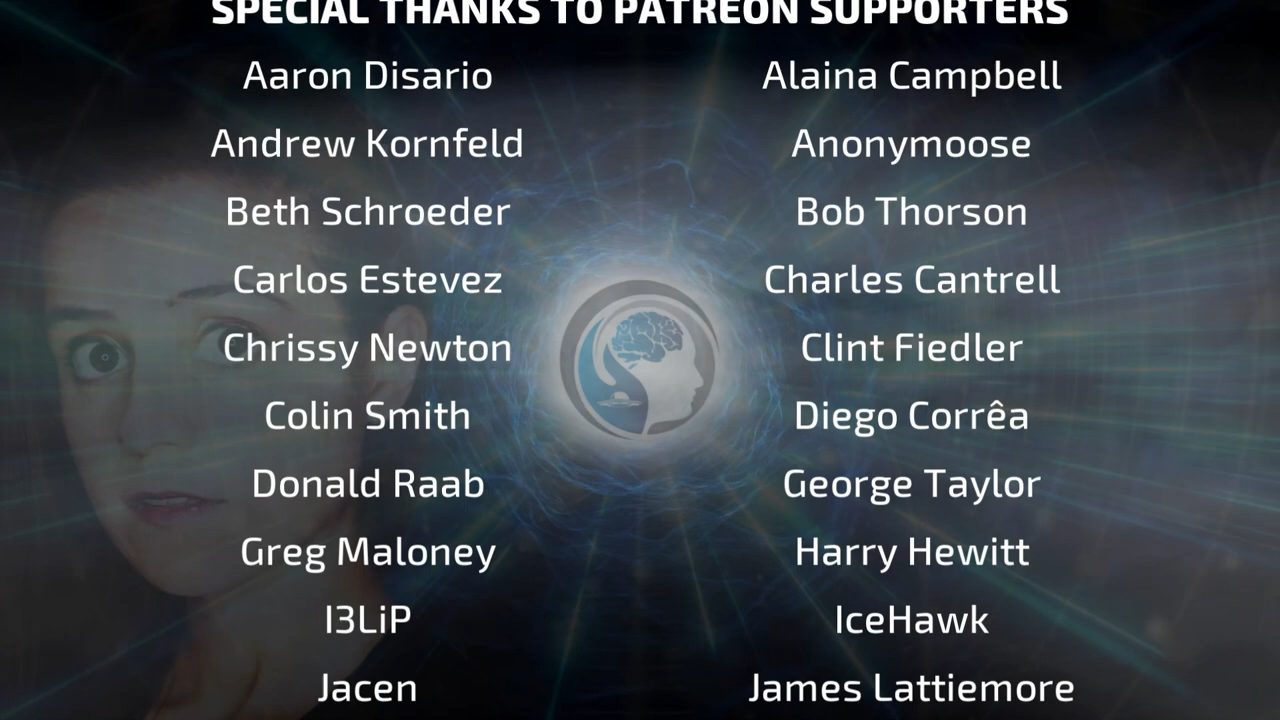 SPECIAL THANKS TO PATREON SUPPORTERS
Aaron Disario Alaina Campbell
Andrew Kornfeld Anonymoose
Beth Schroeder Bob Thorson
Carlos Estevez Charles Cantrell
Chrissy Newton Clint Fiedler
Colin Smith Diego Corrêa
Donald Raab George Taylor
Greg Maloney Harry Hewitt
I3LiP IceHawk
Jacen James Lattiemore